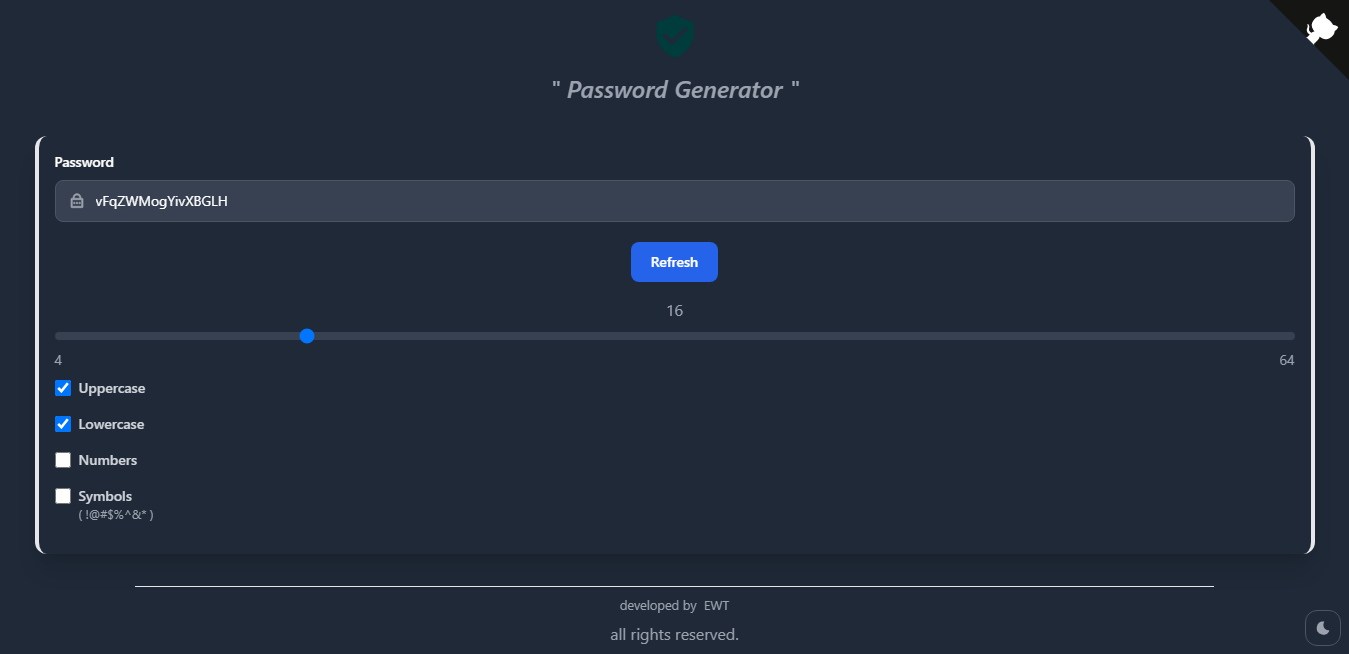 " Password Generator "
Password
vFqZWMogYivXBGLH
Refresh
16
4
64
Uppercase
Lowercase
Numbers
Symbols
( !@#$%^&* )
developed by EWT
all rights reserved.